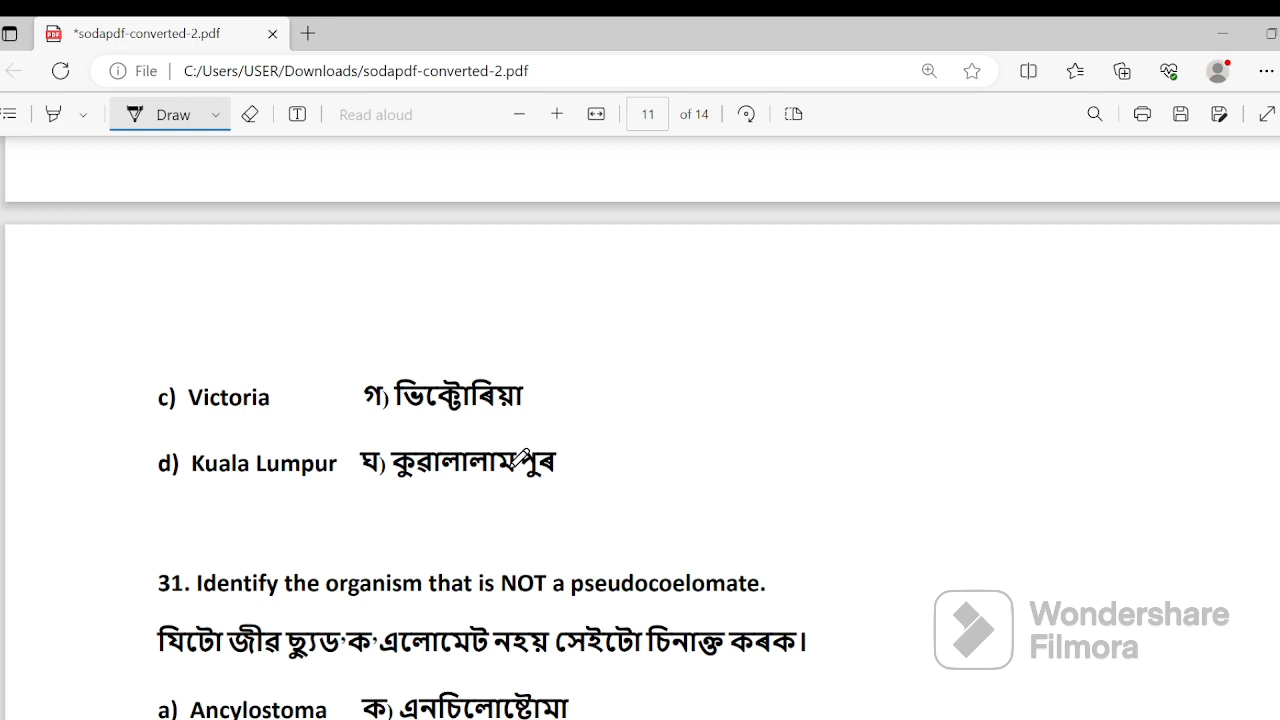 *sodapdf-converted-2.pdf
File | C:/Users/USER/Downloads/sodapdf-converted-2.pdf
Draw
Read aloud
11 of 14
c) Victoria গ) ভিক্টোৰিয়া
d) Kuala Lumpur ঘ) কুৱালালামপুৰ
31. Identify the organism that is NOT a pseudocoelomate.
যিটো জীৱ ছ্যুড'ক'এলোমেট নহয় সেইটো চিনাক্ত কৰক।
Wondershare
Filmora
a) Ancylostoma ক) এনচিলোষ্টোমা